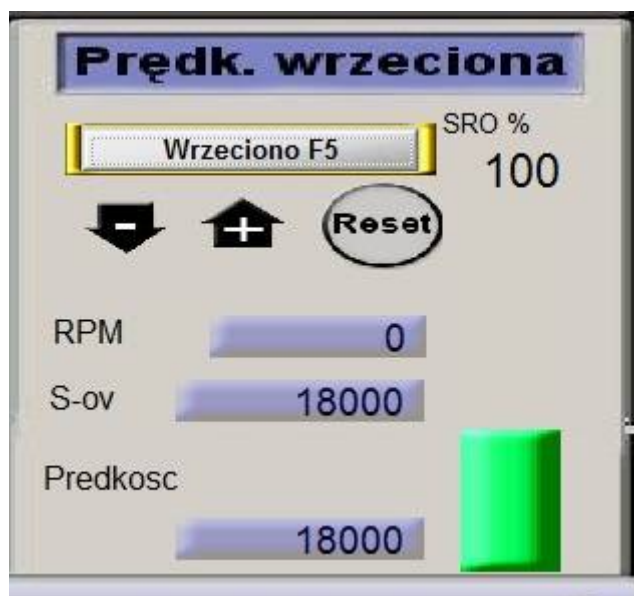 Prędk. wrzeciona
Wrzeciono F5
SRO %
100
- + Reset
RPM 0
S-ov 18000
Predkosc
18000